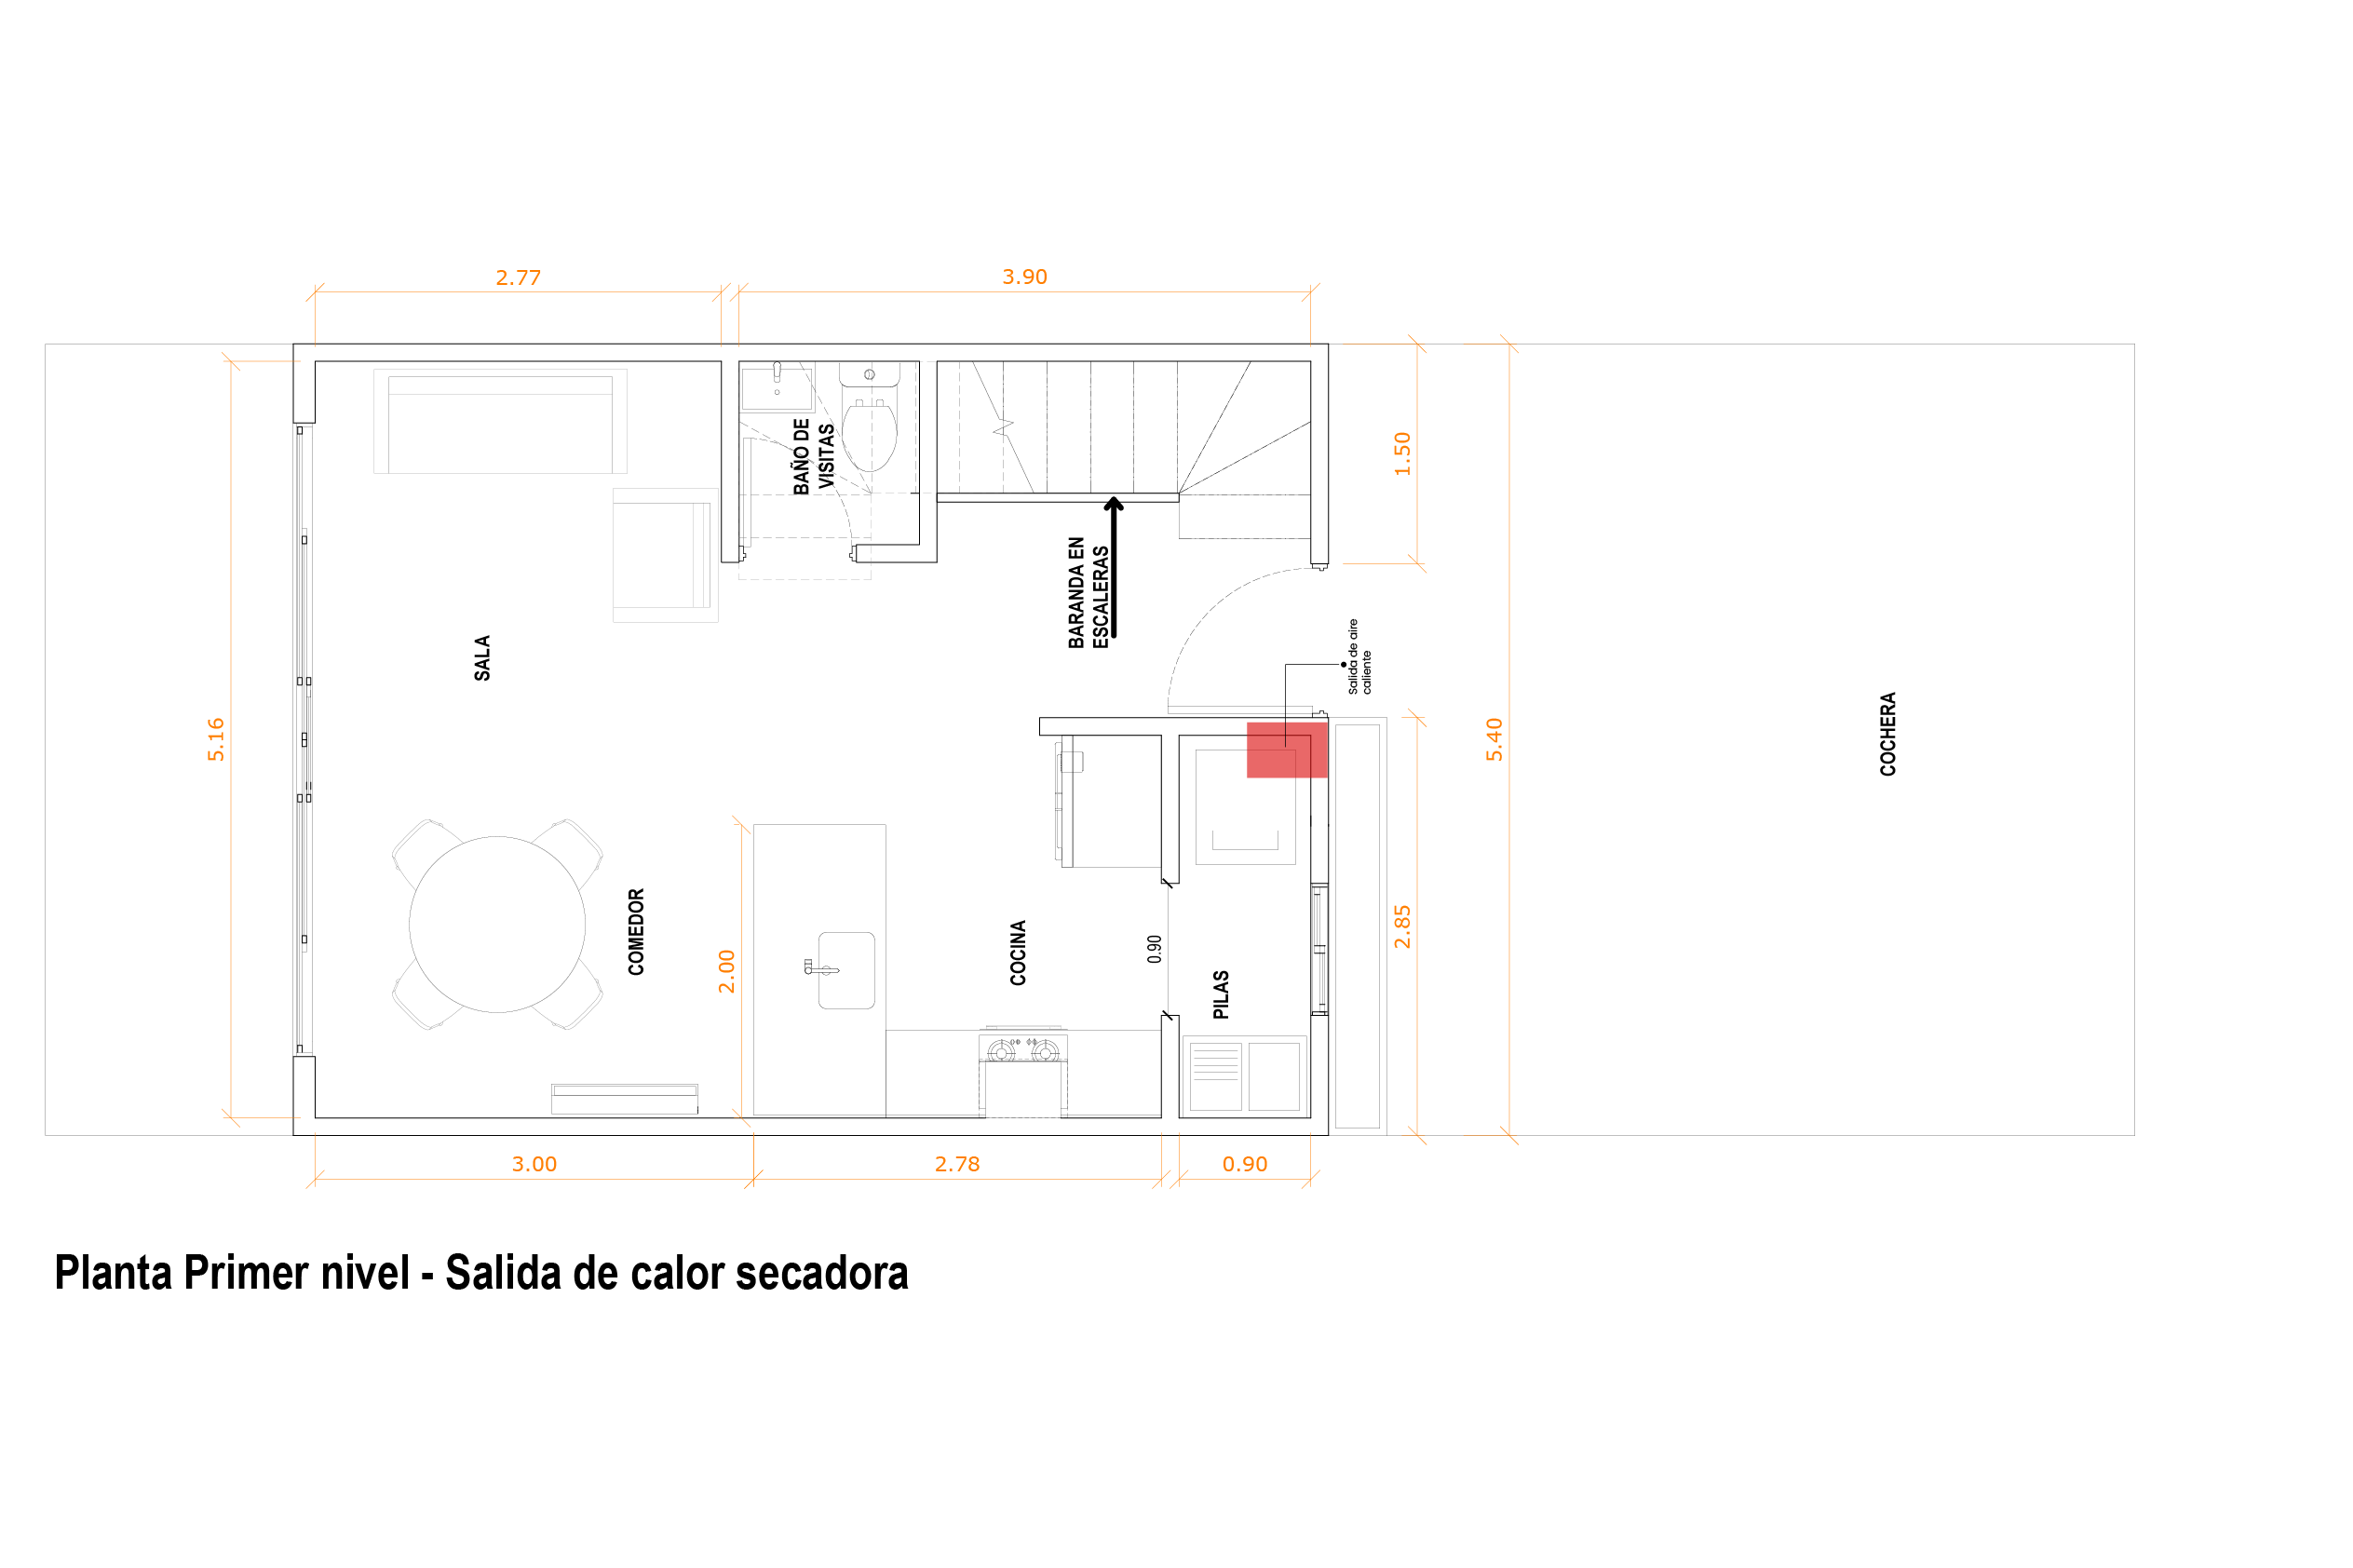 2.77
3.90
BAÑO DE
VISITAS
1.50
SALA
BARANDA EN
ESCALERAS
Salida de aire
caliente
5.16
5.40
COCHERA
COMEDOR
2.00
COCINA
0.90
PILAS
2.85
3.00
2.78
0.90
Planta Primer nivel - Salida de calor secadora